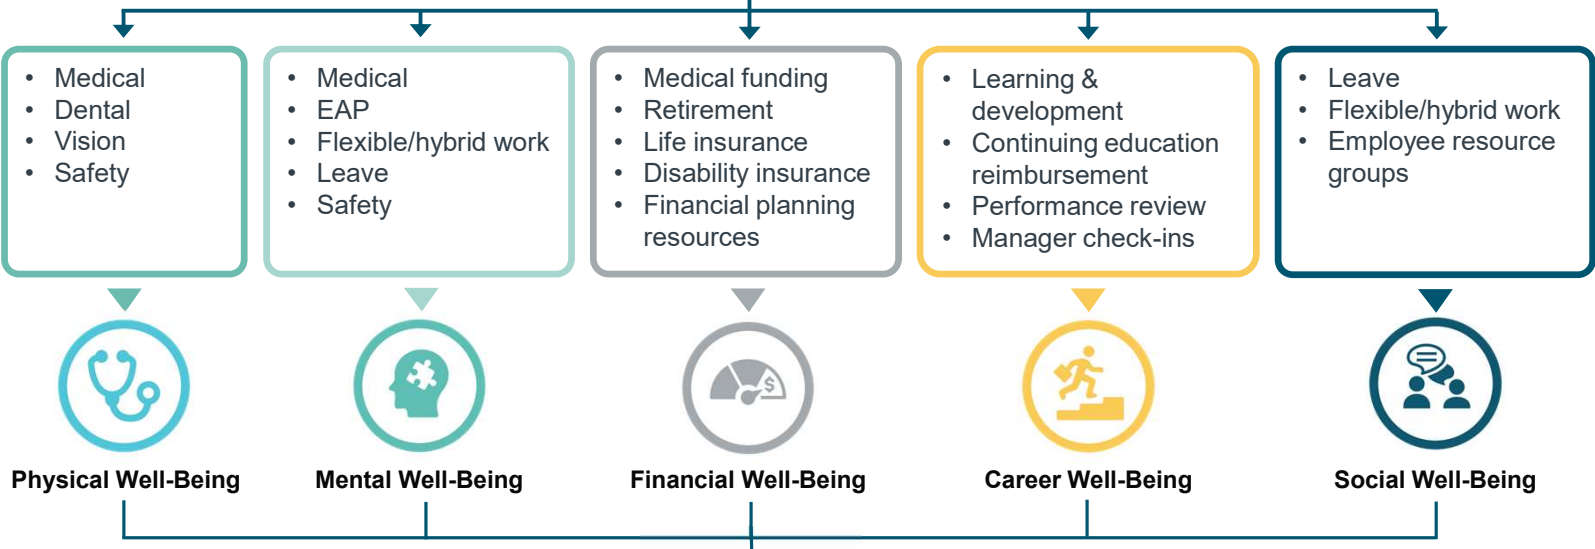 • Medical
• Dental
• Vision
• Safety
• Medical
• EAP
• Flexible/hybrid work
• Leave
• Safety
• Medical funding
• Retirement
• Life insurance
• Disability insurance
• Financial planning
resources
• Learning &
development
• Continuing education
reimbursement
• Performance review
• Manager check-ins
• Leave
• Flexible/hybrid work
• Employee resource
groups
$
Physical Well-Being
Mental Well-Being
Financial Well-Being
Career Well-Being
Social Well-Being